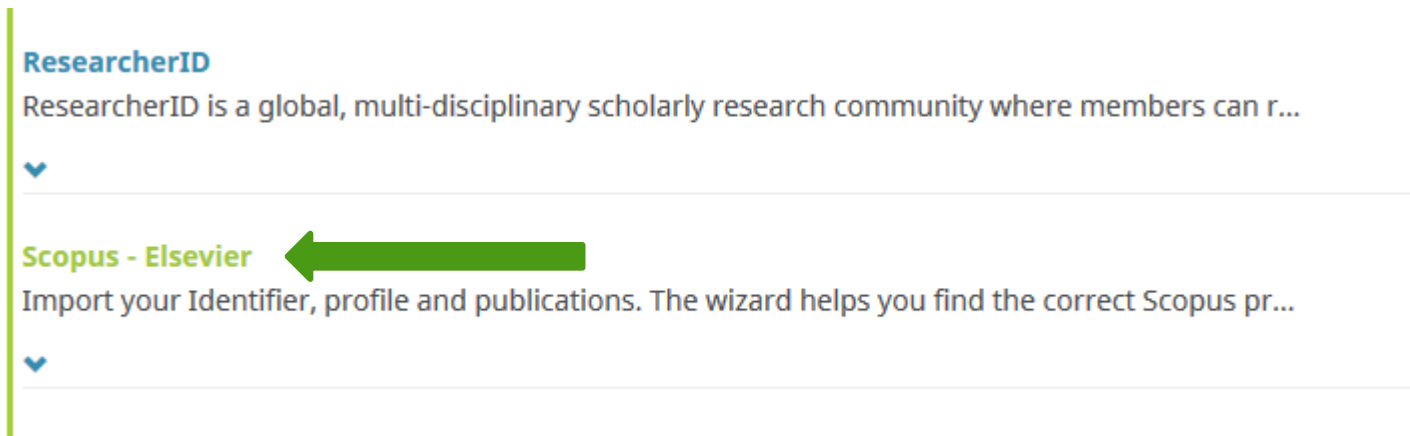 ResearcherID
ResearcherID is a global, multi-disciplinary scholarly research community where members can r...
Scopus - Elsevier
Import your Identifier, profile and publications. The wizard helps you find the correct Scopus pr...